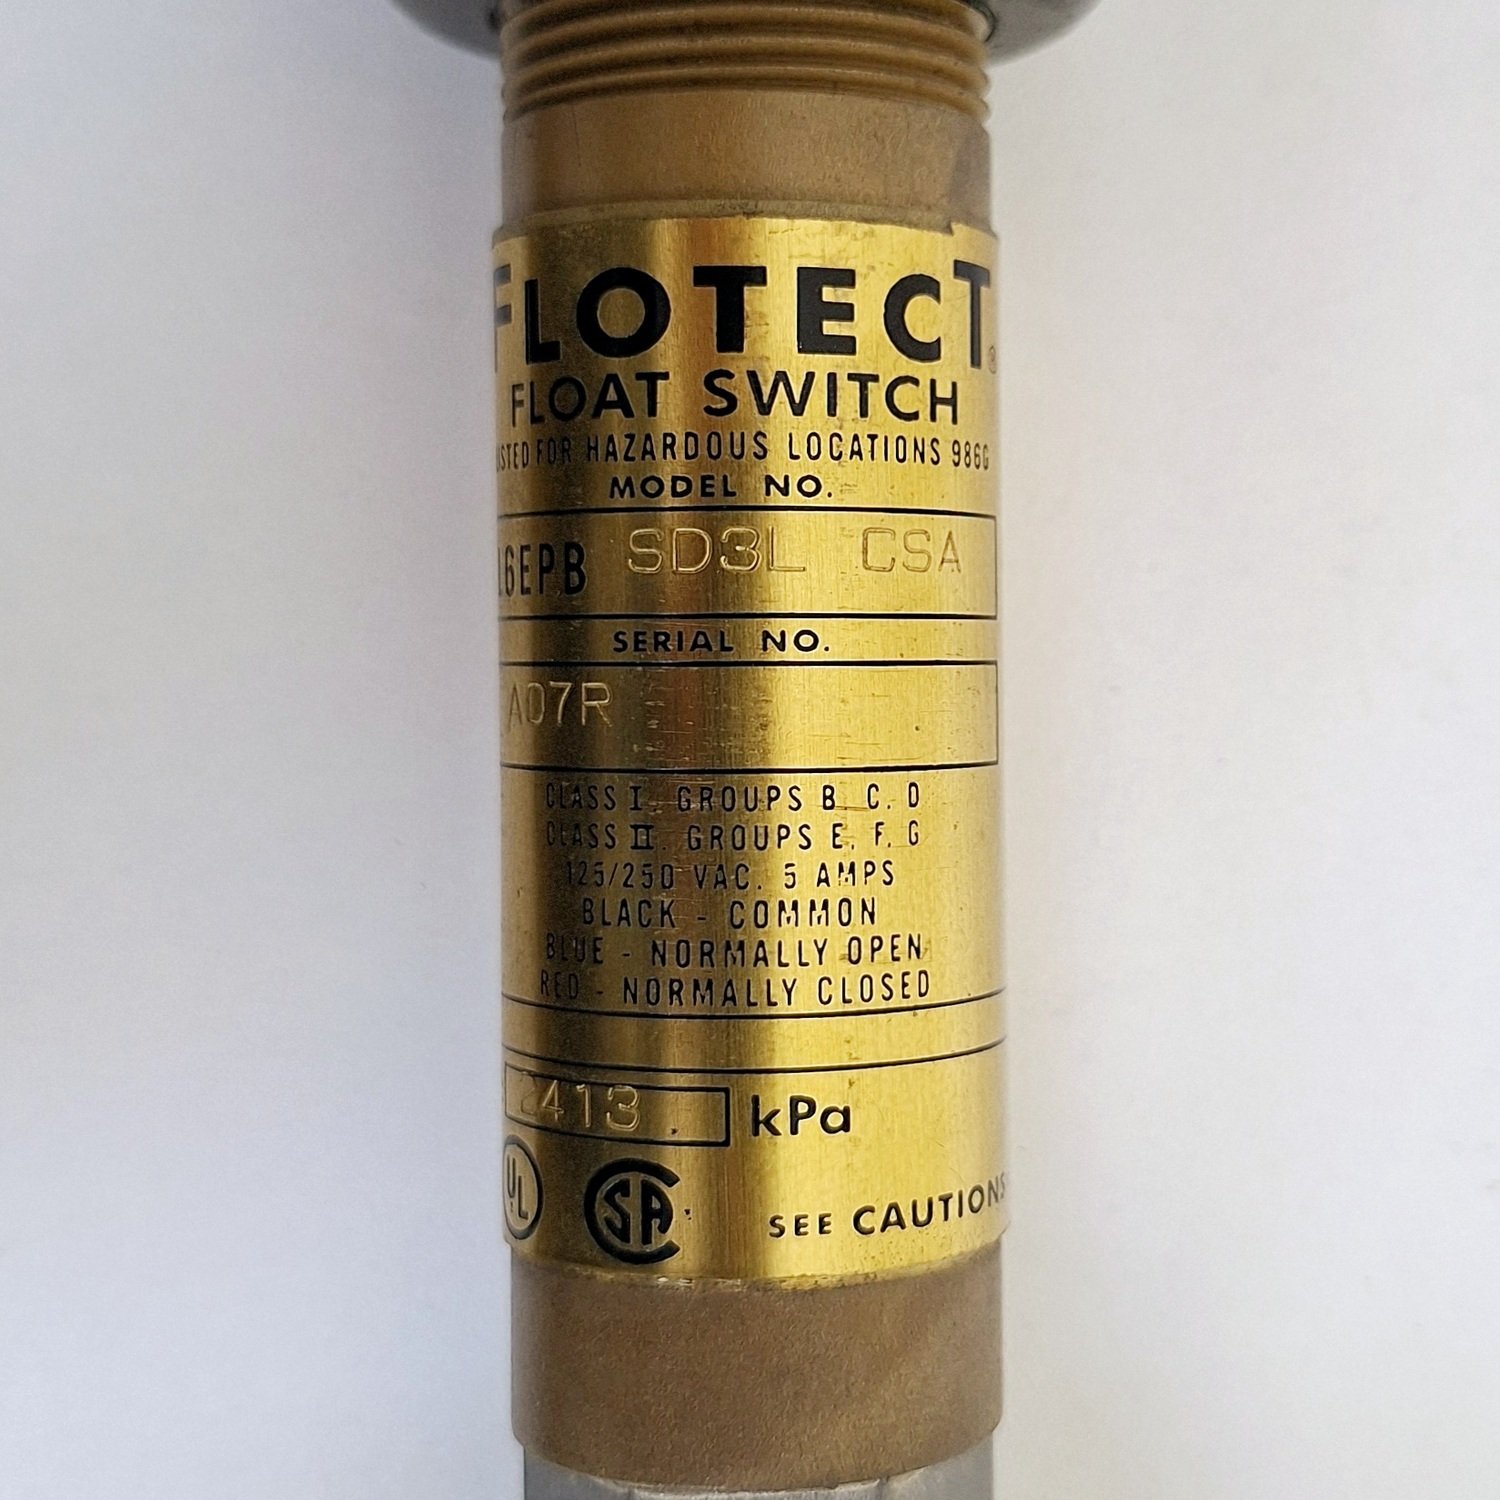 FLOTECT®
FLOAT SWITCH
LISTED FOR HAZARDOUS LOCATIONS 986G
MODEL NO.
L6EPB SD3L CSA
SERIAL NO.
A07R
CLASS I. GROUPS B. C. D
CLASS II. GROUPS E. F. G
125/250 VAC. 5 AMPS
BLACK - COMMON
BLUE - NORMALLY OPEN
RED - NORMALLY CLOSED
2413 kPa
UL SA SEE CAUTIONS